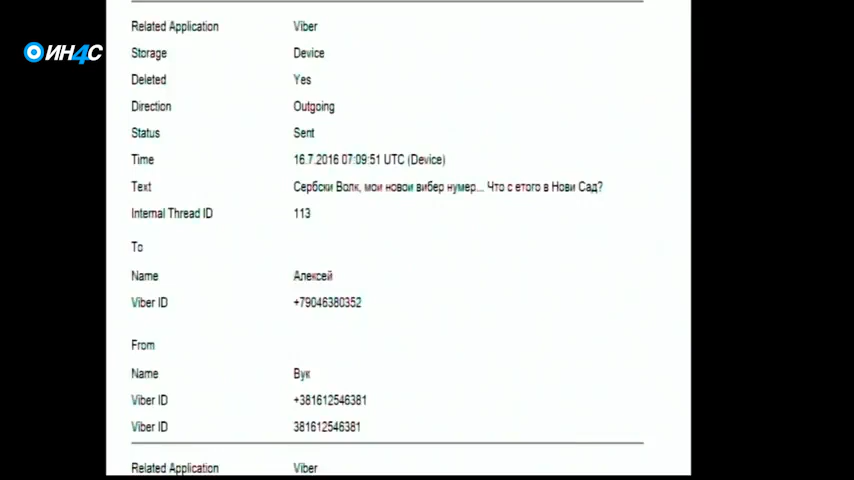 Related Application Viber
ИН4С
Storage Device
Deleted Yes
Direction Outgoing
Status Sent
Time 16.7.2016 07:09:51 UTC (Device)
Text Сербски Волк, мои новои вибер нумер... Что с етого в Нови Сад?
Internal Thread ID 113
To
Name Алексей
Viber ID +79046380352
From
Name Вук
Viber ID +381612546381
Viber ID 381612546381
Related Application Viber